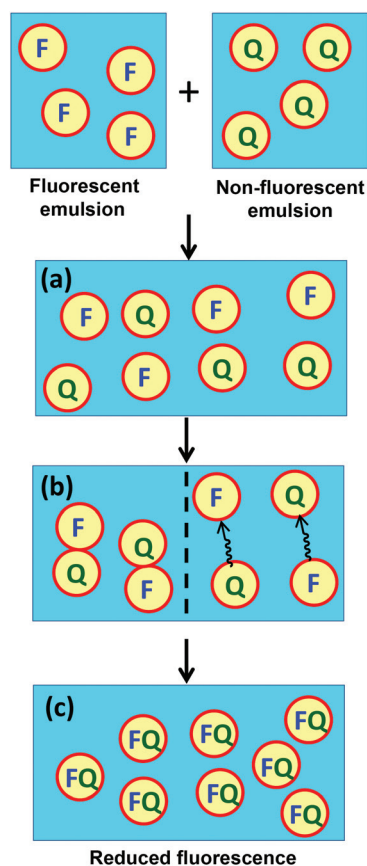 F
F
F
F
+
Q
Q
Q
Q
Fluorescent
emulsion
Non-fluorescent
emulsion
(a)
F
Q
F
F
Q
F
Q
Q
(b)
F
Q
Q
F
F
Q
Q
F
(c)
FQ
FQ
FQ
FQ
FQ
FQ
FQ
FQ
Reduced fluorescence